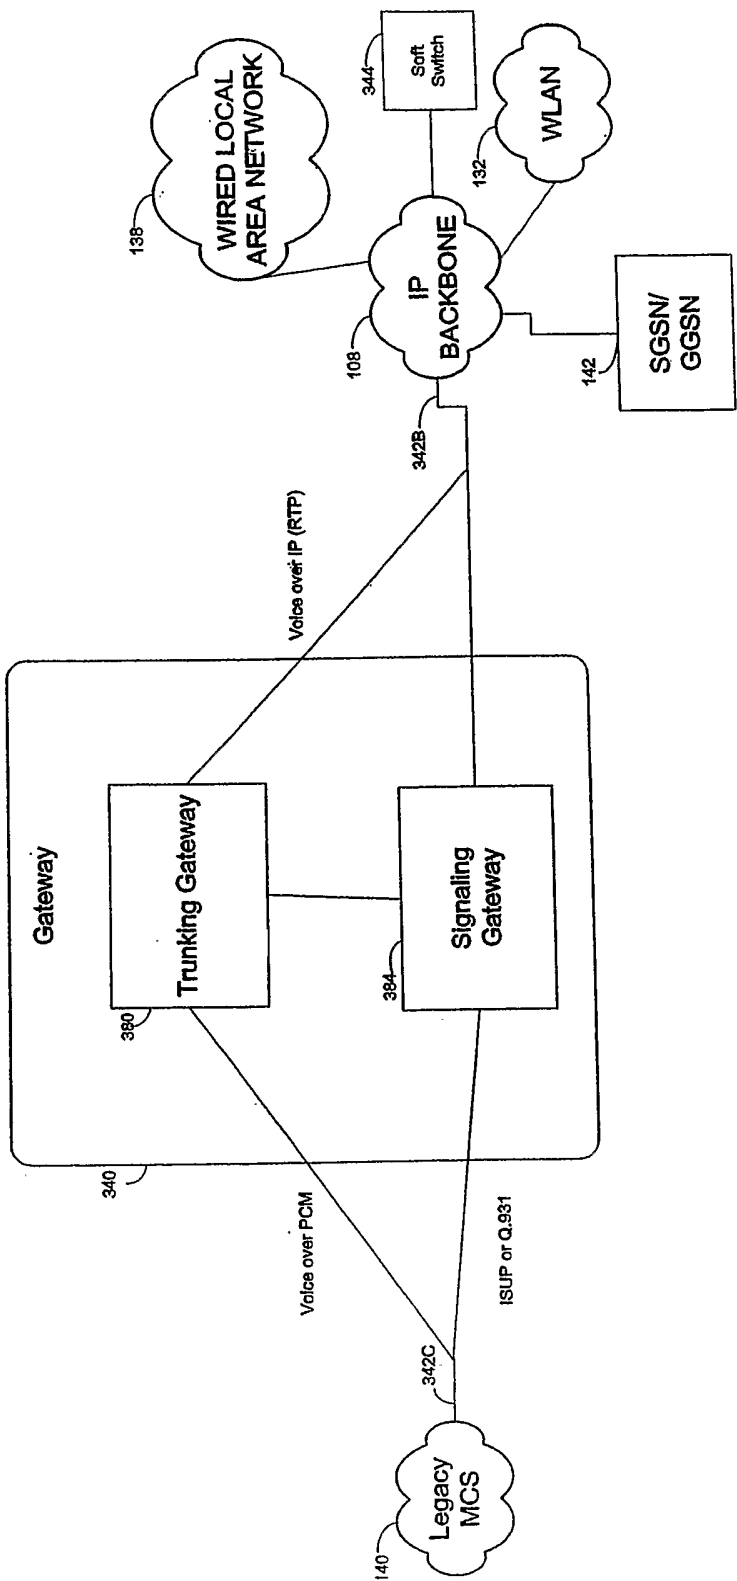 Gateway
340
Trunking Gateway
380
Signaling
Gateway
384
Voice over PCM
ISUP or Q.931
342C
Legacy
MCS
140
Voice over IP (RTP)
342B
IP
BACKBONE
108
WIRED LOCAL
AREA NETWORK
138
Soft
Switch
344
WLAN
132
SGSN/
GGSN
142